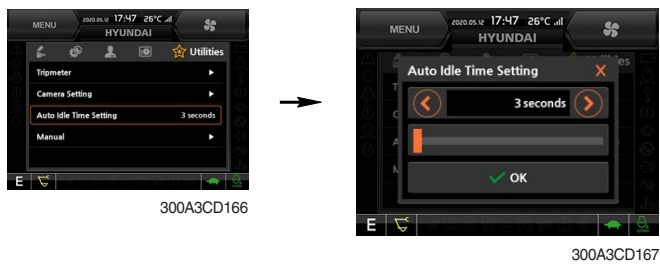 MENU
2020.05.12 17:47 26°C
HYUNDAI
Utilities
Tripmeter
Camera Setting
Auto Idle Time Setting 3 seconds
Manual
E
300A3CD166
MENU
2020.05.12 17:47 26°C
HYUNDAI
Auto Idle Time Setting X
3 seconds
OK
E
300A3CD167